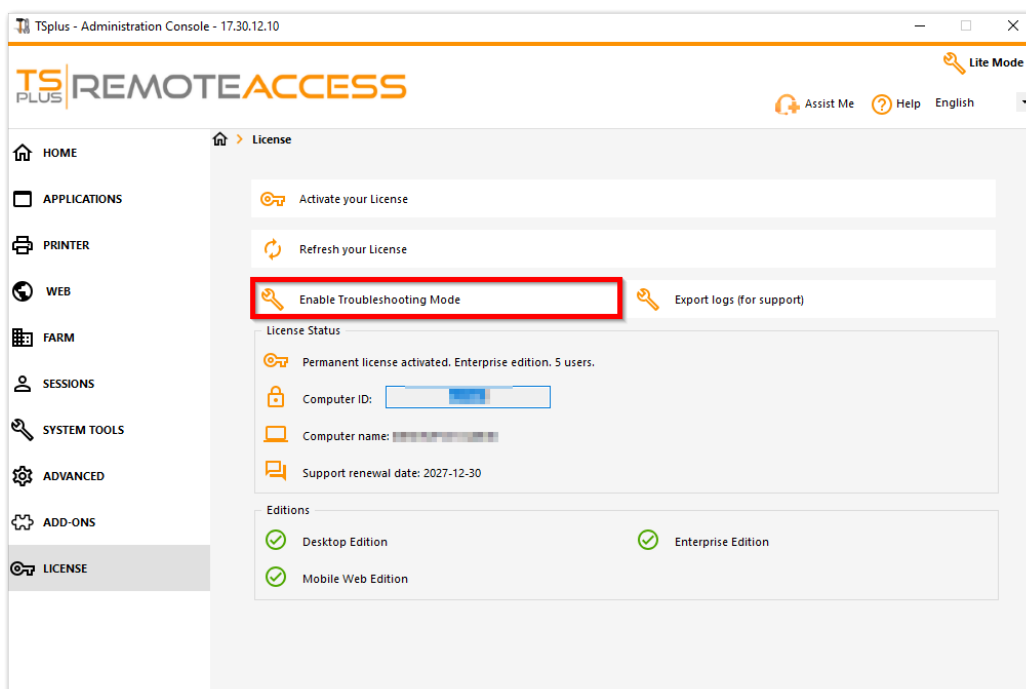 TSplus - Administration Console - 17.30.12.10
Lite Mode
TS PLUS REMOTEACCESS
Assist Me
Help
English
License
HOME
APPLICATIONS
PRINTER
WEB
FARM
SESSIONS
SYSTEM TOOLS
ADVANCED
ADD-ONS
LICENSE
Activate your License
Refresh your License
Enable Troubleshooting Mode
Export logs (for support)
License Status
Permanent license activated. Enterprise edition. 5 users.
Computer ID:
Computer name:
Support renewal date: 2027-12-30
Editions
Desktop Edition
Enterprise Edition
Mobile Web Edition